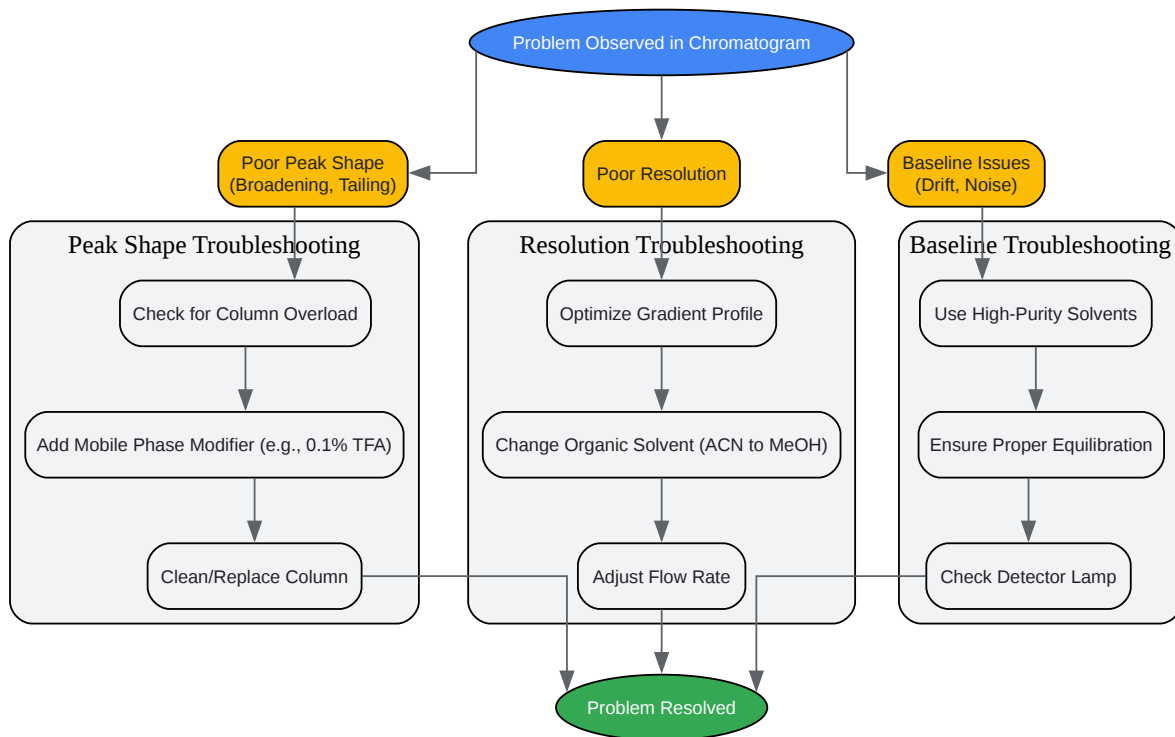 Problem Observed in Chromatogram
Poor Peak Shape
(Broadening, Tailing)
Poor Resolution
Baseline Issues
(Drift, Noise)
Peak Shape Troubleshooting
Resolution Troubleshooting
Baseline Troubleshooting
Check for Column Overload
Optimize Gradient Profile
Use High-Purity Solvents
Add Mobile Phase Modifier (e.g., 0.1% TFA)
Change Organic Solvent (ACN to MeOH)
Ensure Proper Equilibration
Clean/Replace Column
Adjust Flow Rate
Check Detector Lamp
Problem Resolved